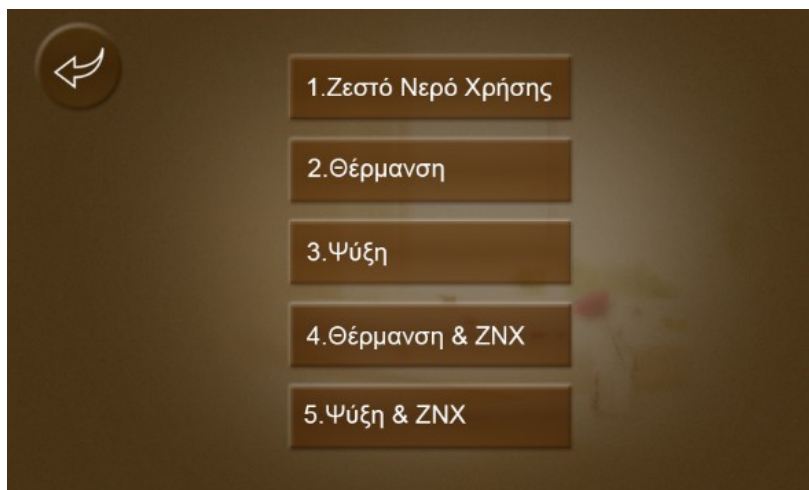 1.Ζεστό Νερό Χρήσης
2.Θέρμανση
3.Ψύξη
4.Θέρμανση & ΖΝΧ
5.Ψύξη & ΖΝΧ